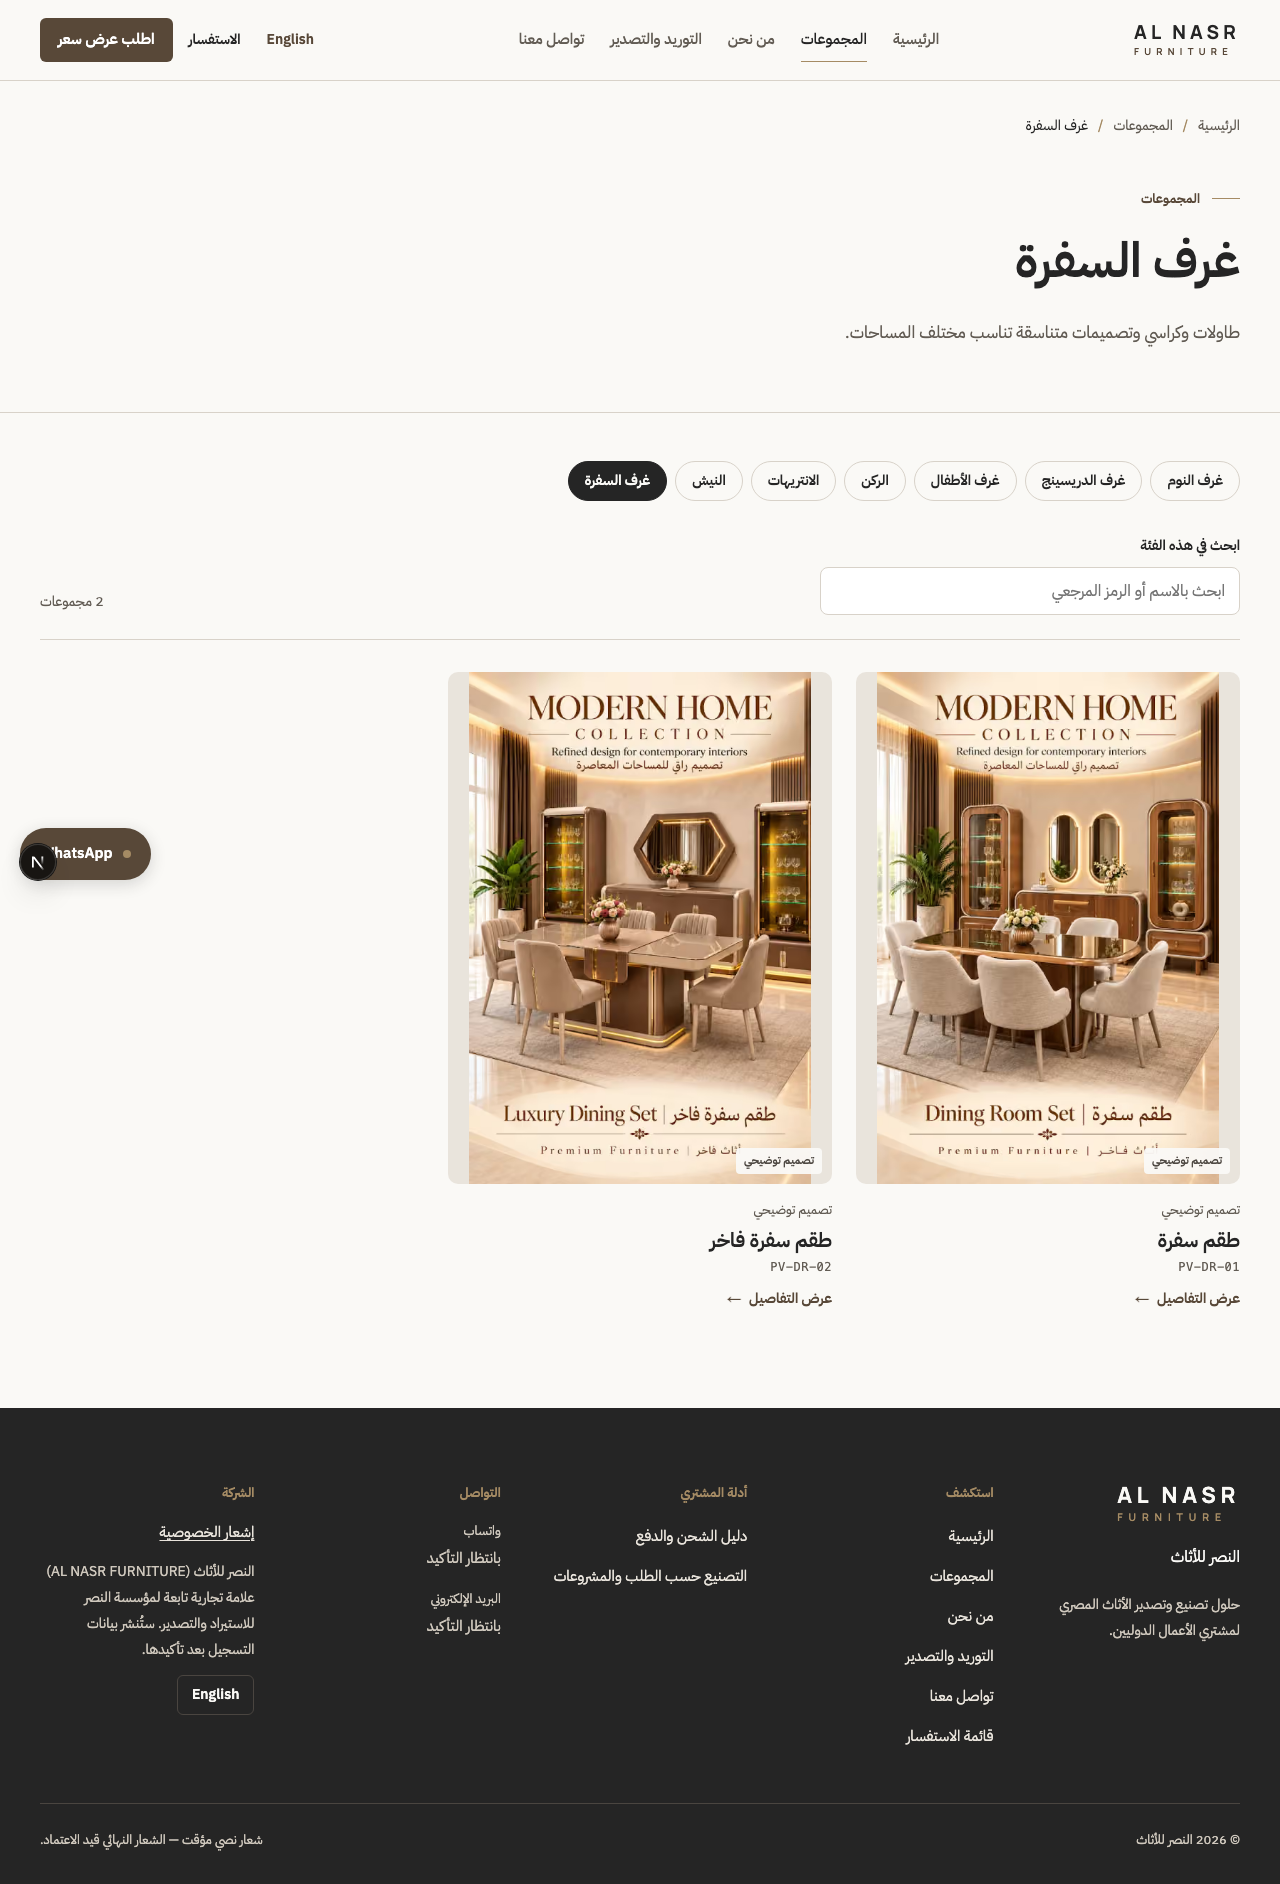 AL NASR
FURNITURE
الرئيسية
المجموعات
من نحن
التوريد والتصدير
تواصل معنا
English
الاستفسار
اطلب عرض سعر
الرئيسية / المجموعات / غرف السفرة
المجموعات
غرف السفرة
طاولات وكراسي وتصميمات متناسقة تناسب مختلف المساحات.
غرف النوم
غرف الدريسينج
غرف الأطفال
الركن
الانتريهات
النيش
غرف السفرة
ابحث في هذه الفئة
ابحث بالاسم أو الرمز المرجعي
2 مجموعات
MODERN HOME
COLLECTION
Refined design for contemporary interiors
تصميم راقي للمساحات المعاصرة
Dining Room Set | طقم سفرة
Premium Furniture |
تصميم توضيحي
تصميم توضيحي
طقم سفرة
PV-DR-01
عرض التفاصيل ←
MODERN HOME
COLLECTION
Refined design for contemporary interiors
تصميم راقي للمساحات المعاصرة
Luxury Dining Set | طقم سفرة فاخر
Premium Furniture | أثاث فاخر
تصميم توضيحي
تصميم توضيحي
طقم سفرة فاخر
PV-DR-02
عرض التفاصيل ←
N
hatsApp
AL NASR
FURNITURE
النصر للأثاث
حلول تصنيع وتصدير الأثاث المصري
لمشتري الأعمال الدوليين.
استكشف
الرئيسية
المجموعات
من نحن
التوريد والتصدير
تواصل معنا
قائمة الاستفسار
أدلة المشتري
دليل الشحن والدفع
التصنيع حسب الطلب والمشروعات
التواصل
واتساب
بانتظار التأكيد
البريد الإلكتروني
بانتظار التأكيد
الشركة
إشعار الخصوصية
النصر للأثاث (AL NASR FURNITURE)
علامة تجارية تابعة لمؤسسة النصر
للاستيراد والتصدير. ستُنشر بيانات
التسجيل بعد تأكيدها.
English
© 2026 النصر للأثاث
شعار نصي مؤقت — الشعار النهائي قيد الاعتماد.